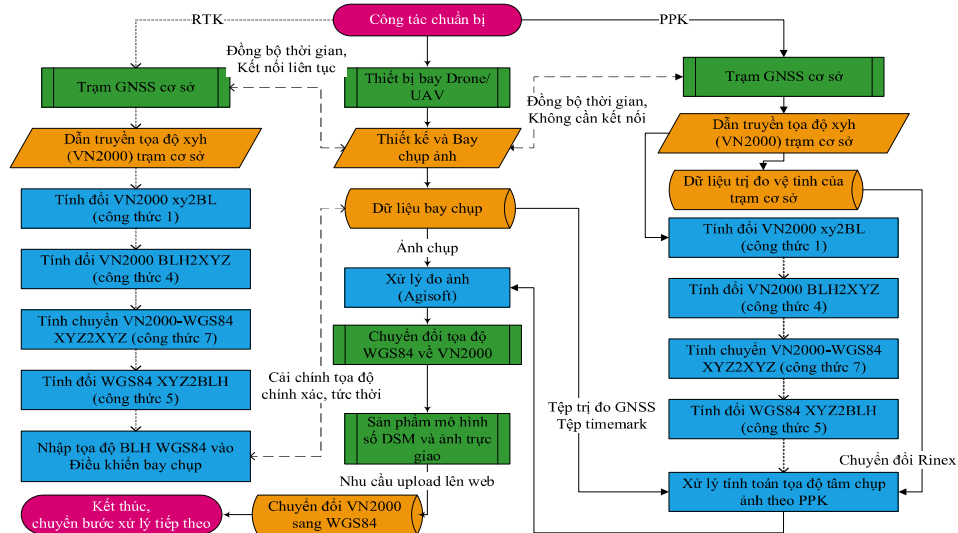 RTK
Công tác chuẩn bị
PPK
Đồng bộ thời gian,
Kết nối liên tục
Trạm GNSS cơ sở
Dẫn truyền tọa độ xyh
(VN2000) trạm cơ sở
Tính đổi VN2000 xy2BL
(công thức 1)
Tính đổi VN2000 BLH2XYZ
(công thức 4)
Tính chuyển VN2000-WGS84
XYZ2XYZ (công thức 7)
Tính đổi WGS84 XYZ2BLH
(công thức 5)
Nhập tọa độ BLH WGS84 vào
Điều khiển bay chụp
Cải chính tọa độ
chính xác, tức thời
Thiết bị bay Drone/
UAV
Thiết kế và Bay
chụp ảnh
Dữ liệu bay chụp
Ảnh chụp
Xử lý đo ảnh
(Agisoft)
Chuyển đổi tọa độ
WGS84 về VN2000
Sản phẩm mô hình
số DSM và ảnh trực
giao
Nhu cầu upload lên web
Chuyển đổi VN2000
sang WGS84
Kết thúc,
chuyển bước xử lý tiếp theo
Đồng bộ thời gian,
Không cần kết nối
Trạm GNSS cơ sở
Dẫn truyền tọa độ xyh
(VN2000) trạm cơ sở
Dữ liệu trị đo vệ tinh của
trạm cơ sở
Tính đổi VN2000 xy2BL
(công thức 1)
Tính đổi VN2000 BLH2XYZ
(công thức 4)
Tính chuyển VN2000-WGS84
XYZ2XYZ (công thức 7)
Tính đổi WGS84 XYZ2BLH
(công thức 5)
Tệp trị đo GNSS
Tệp timemark
Chuyển đổi Rinex
Xử lý tính toán tọa độ tâm chụp
ảnh theo PPK